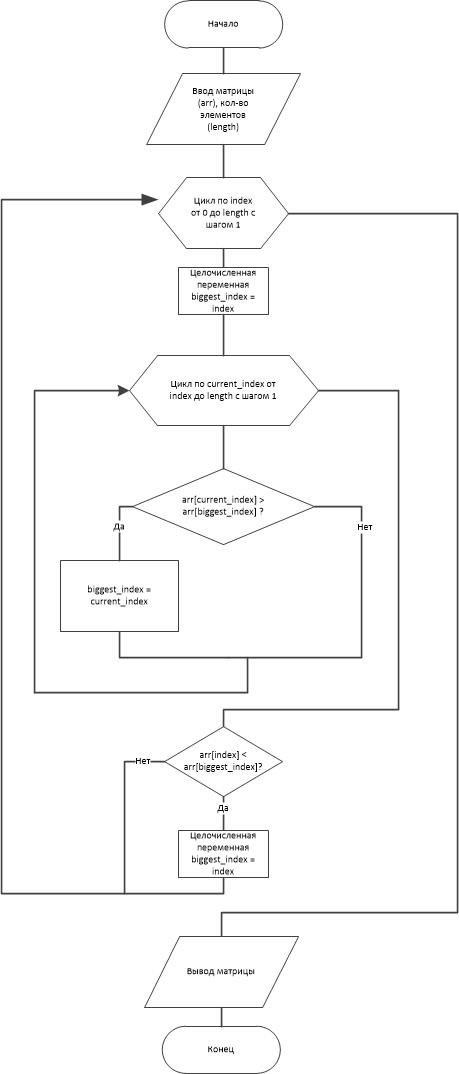 Начало
Ввод матрицы
(arr), кол-во
элементов
(length)
Цикл по index
от 0 до length с
шагом 1
Целочисленная
переменная
biggest_index =
index
Цикл по current_index от
index до length с шагом 1
arr[current_index] >
arr[biggest_index] ?
Да
Нет
biggest_index =
current_index
arr[index] <
arr[biggest_index]?
Нет
Да
Целочисленная
переменная
biggest_index =
index
Вывод матрицы
Конец